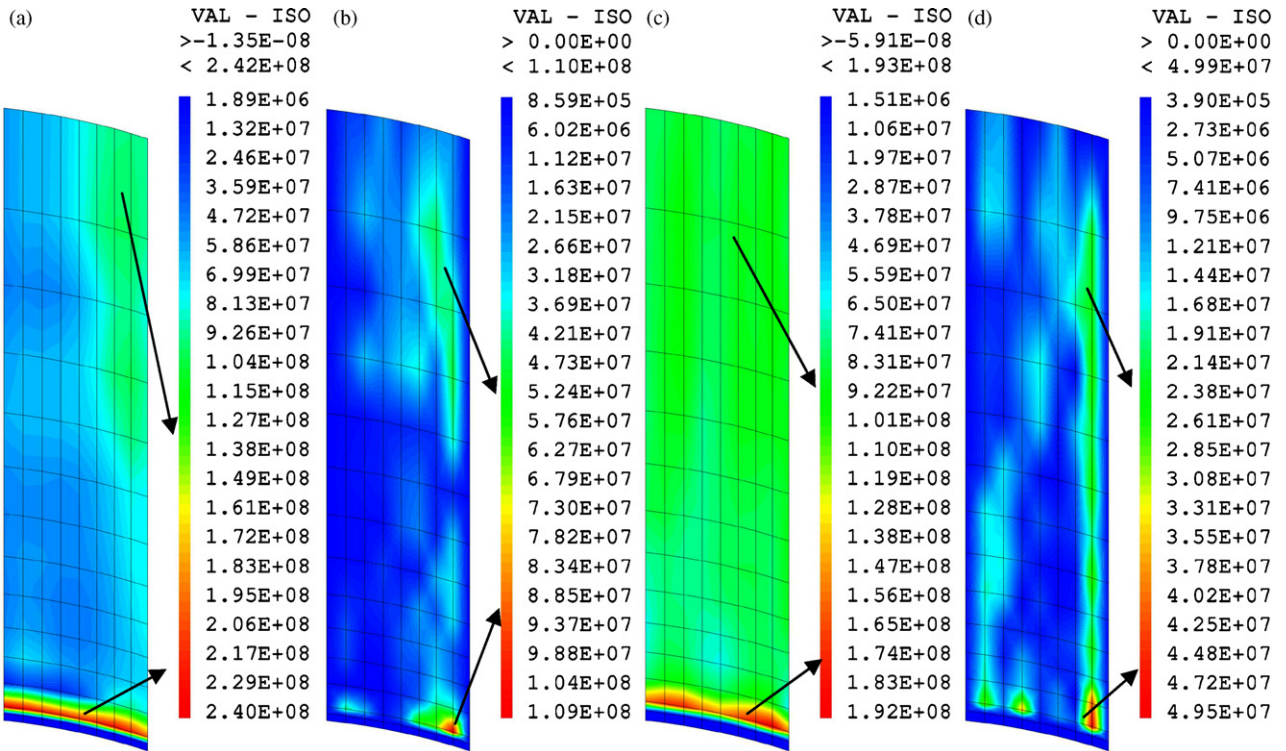 (a)
VAL - ISO
>-1.35E-08
< 2.42E+08
1.89E+06
1.32E+07
2.46E+07
3.59E+07
4.72E+07
5.86E+07
6.99E+07
8.13E+07
9.26E+07
1.04E+08
1.15E+08
1.27E+08
1.38E+08
1.49E+08
1.61E+08
1.72E+08
1.83E+08
1.95E+08
2.06E+08
2.17E+08
2.29E+08
2.40E+08
(b)
VAL - ISO
> 0.00E+00
< 1.10E+08
8.59E+05
6.02E+06
1.12E+07
1.63E+07
2.15E+07
2.66E+07
3.18E+07
3.69E+07
4.21E+07
4.73E+07
5.24E+07
5.76E+07
6.27E+07
6.79E+07
7.30E+07
7.82E+07
8.34E+07
8.85E+07
9.37E+07
9.88E+07
1.04E+08
1.09E+08
(c)
VAL - ISO
>-5.91E-08
< 1.93E+08
1.51E+06
1.06E+07
1.97E+07
2.87E+07
3.78E+07
4.69E+07
5.59E+07
6.50E+07
7.41E+07
8.31E+07
9.22E+07
1.01E+08
1.10E+08
1.19E+08
1.28E+08
1.38E+08
1.47E+08
1.56E+08
1.65E+08
1.74E+08
1.83E+08
1.92E+08
(d)
VAL - ISO
> 0.00E+00
< 4.99E+07
3.90E+05
2.73E+06
5.07E+06
7.41E+06
9.75E+06
1.21E+07
1.44E+07
1.68E+07
1.91E+07
2.14E+07
2.38E+07
2.61E+07
2.85E+07
3.08E+07
3.31E+07
3.55E+07
3.78E+07
4.02E+07
4.25E+07
4.48E+07
4.72E+07
4.95E+07